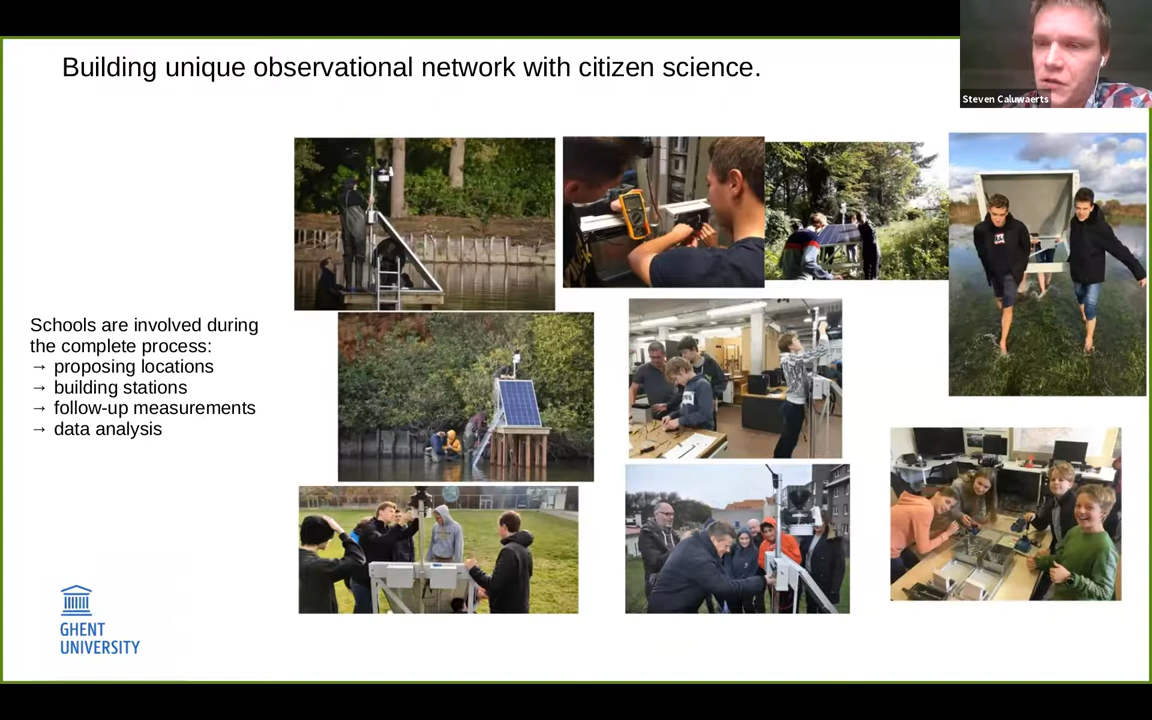 Building unique observational network with citizen science.
Steven Caluwaerts
Schools are involved during
the complete process:
→ proposing locations
→ building stations
→ follow-up measurements
→ data analysis
GHENT
UNIVERSITY